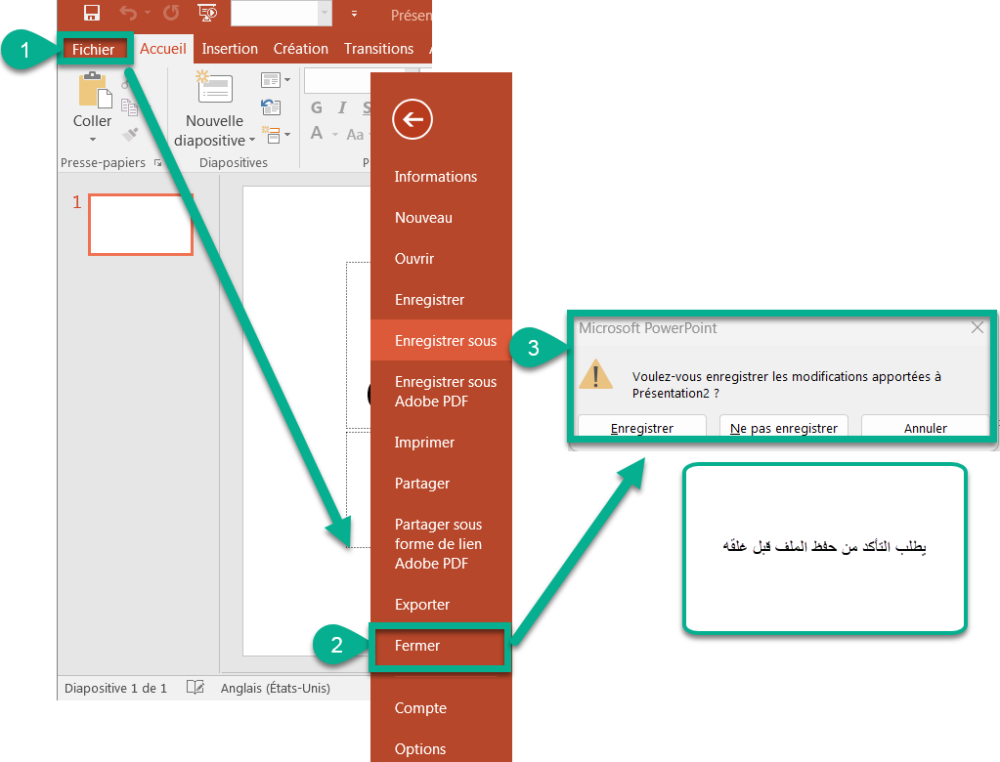 Présen
1
Fichier
Accueil
Insertion
Création
Transitions
Coller
Nouvelle
diapositive
G I S
A Aa
Presse-papiers
Diapositives
P
1
Informations
Nouveau
Ouvrir
Enregistrer
Enregistrer sous
Enregistrer sous
Adobe PDF
Imprimer
Partager
Partager sous
forme de lien
Adobe PDF
Exporter
2
Fermer
Compte
Options
3
Microsoft PowerPoint
Voulez-vous enregistrer les modifications apportées à
Présentation2 ?
Enregistrer
Ne pas enregistrer
Annuler
يطلب التأكد من حفظ الملف قبل غلقه
Diapositive 1 de 1
Anglais (États-Unis)